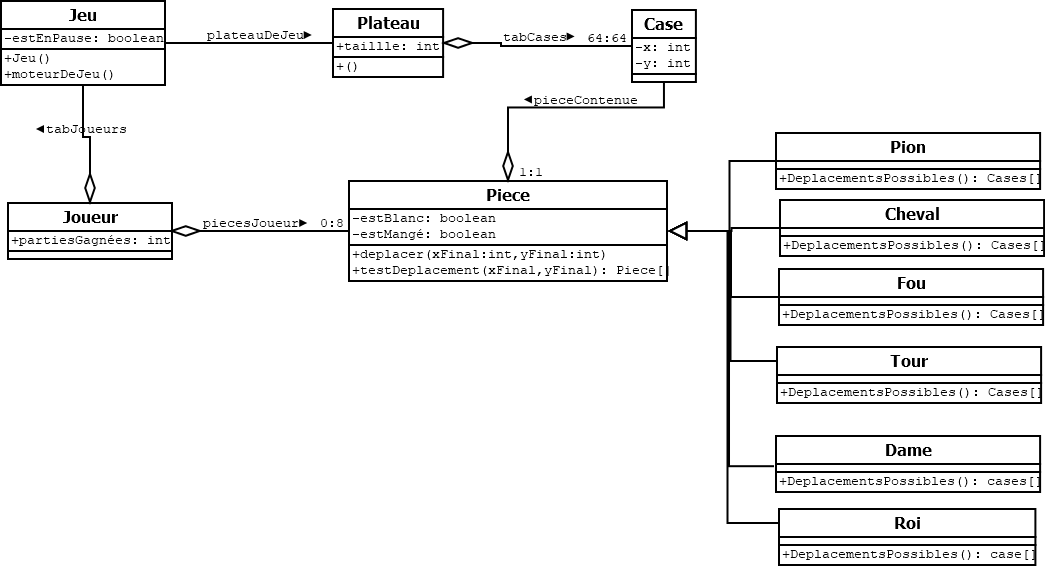 Jeu
-estEnPause: boolean
+Jeu()
+moteurDeJeu()
plateauDeJeu►
Plateau
+taillle: int
+()
tabCases►
64:64
Case
-x: int
-y: int
◄pieceContenue
1:1
◄tabJoueurs
Joueur
+partiesGagnées: int
piecesJoueur►
0:8
Piece
-estBlanc: boolean
-estMangé: boolean
+deplacer(xFinal:int,yFinal:int)
+testDeplacement(xFinal,yFinal): Piece[]
Pion
+DeplacementsPossibles(): Cases[]
Cheval
+DeplacementsPossibles(): Cases[]
Fou
+DeplacementsPossibles(): Cases[]
Tour
+DeplacementsPossibles(): Cases[]
Dame
+DeplacementsPossibles(): cases[]
Roi
+DeplacementsPossibles(): case[]